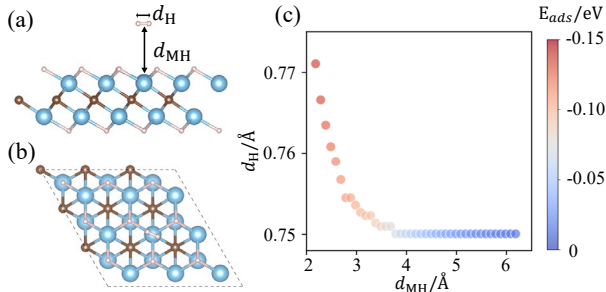 (a)
d_H
d_MH
(b)
(c)
E_ads/eV
-0.15
-0.10
-0.05
0
0.77
0.76
0.75
d_H/Å
2 3 4 5 6
d_MH/Å